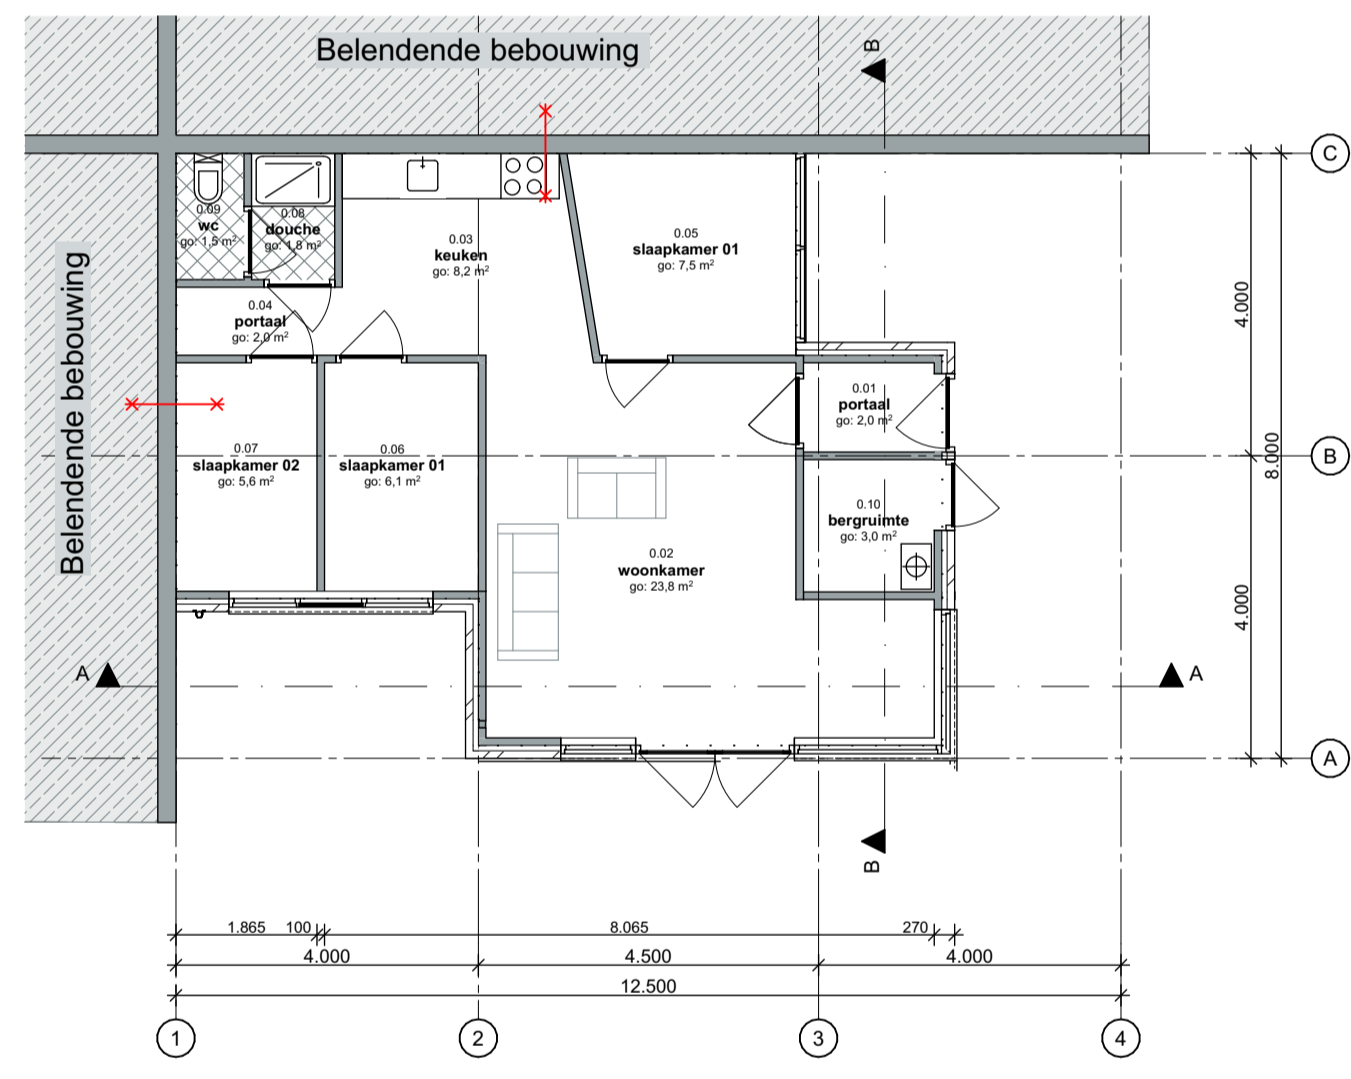 Belendende bebouwing
B
C
0.09
wc
go: 1,5 m²
0.08
douche
go: 1,8 m²
0.03
keuken
go: 8,2 m²
0.05
slaapkamer 01
go: 7,5 m²
0.04
portaal
go: 2,0 m²
4.000
Belendende bebouwing
0.01
portaal
go: 2,0 m²
0.07
slaapkamer 02
go: 5,6 m²
0.06
slaapkamer 01
go: 6,1 m²
8.000
B
0.10
bergruimte
go: 3,0 m²
0.02
woonkamer
go: 23,8 m²
4.000
A
A
A
B
1.865 100 8.065 270
4.000 4.500 4.000
12.500
1 2 3 4